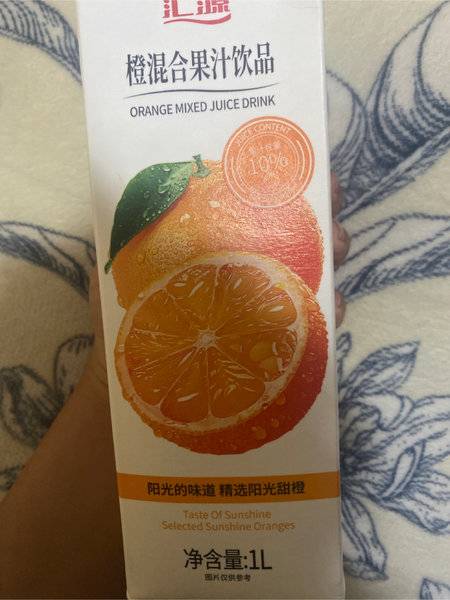 汇源
橙混合果汁饮品
ORANGE MIXED JUICE DRINK
JUICE CONTENT
10%
阳光的味道 精选阳光甜橙
Taste Of Sunshine
Selected Sunshine Oranges
净含量:1L
图片仅供参考